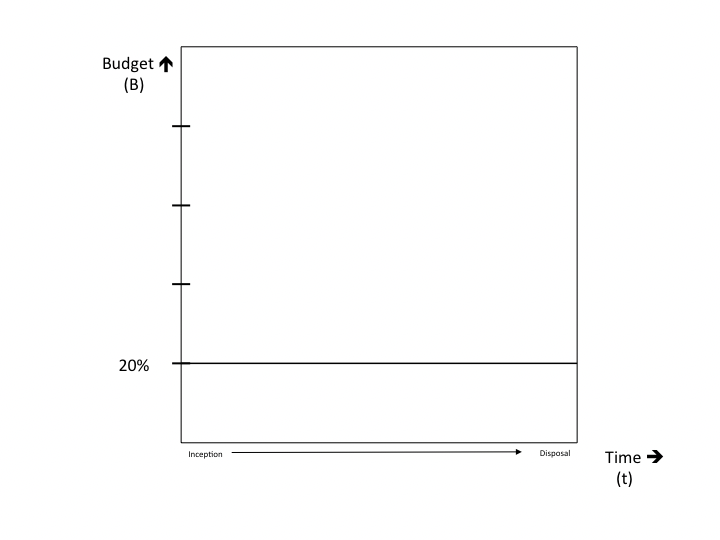 Budget 🡹
(B)
20%
Inception
Disposal
Time 🡺
(t)